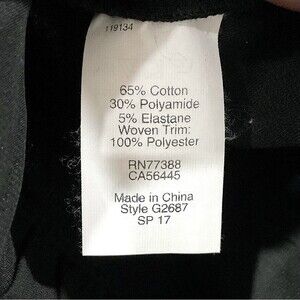 119134
65% Cotton
30% Polyamide
5% Elastane
Woven Trim:
100% Polyester
RN77388
CA56445
Made in China
Style G2687
SP 17